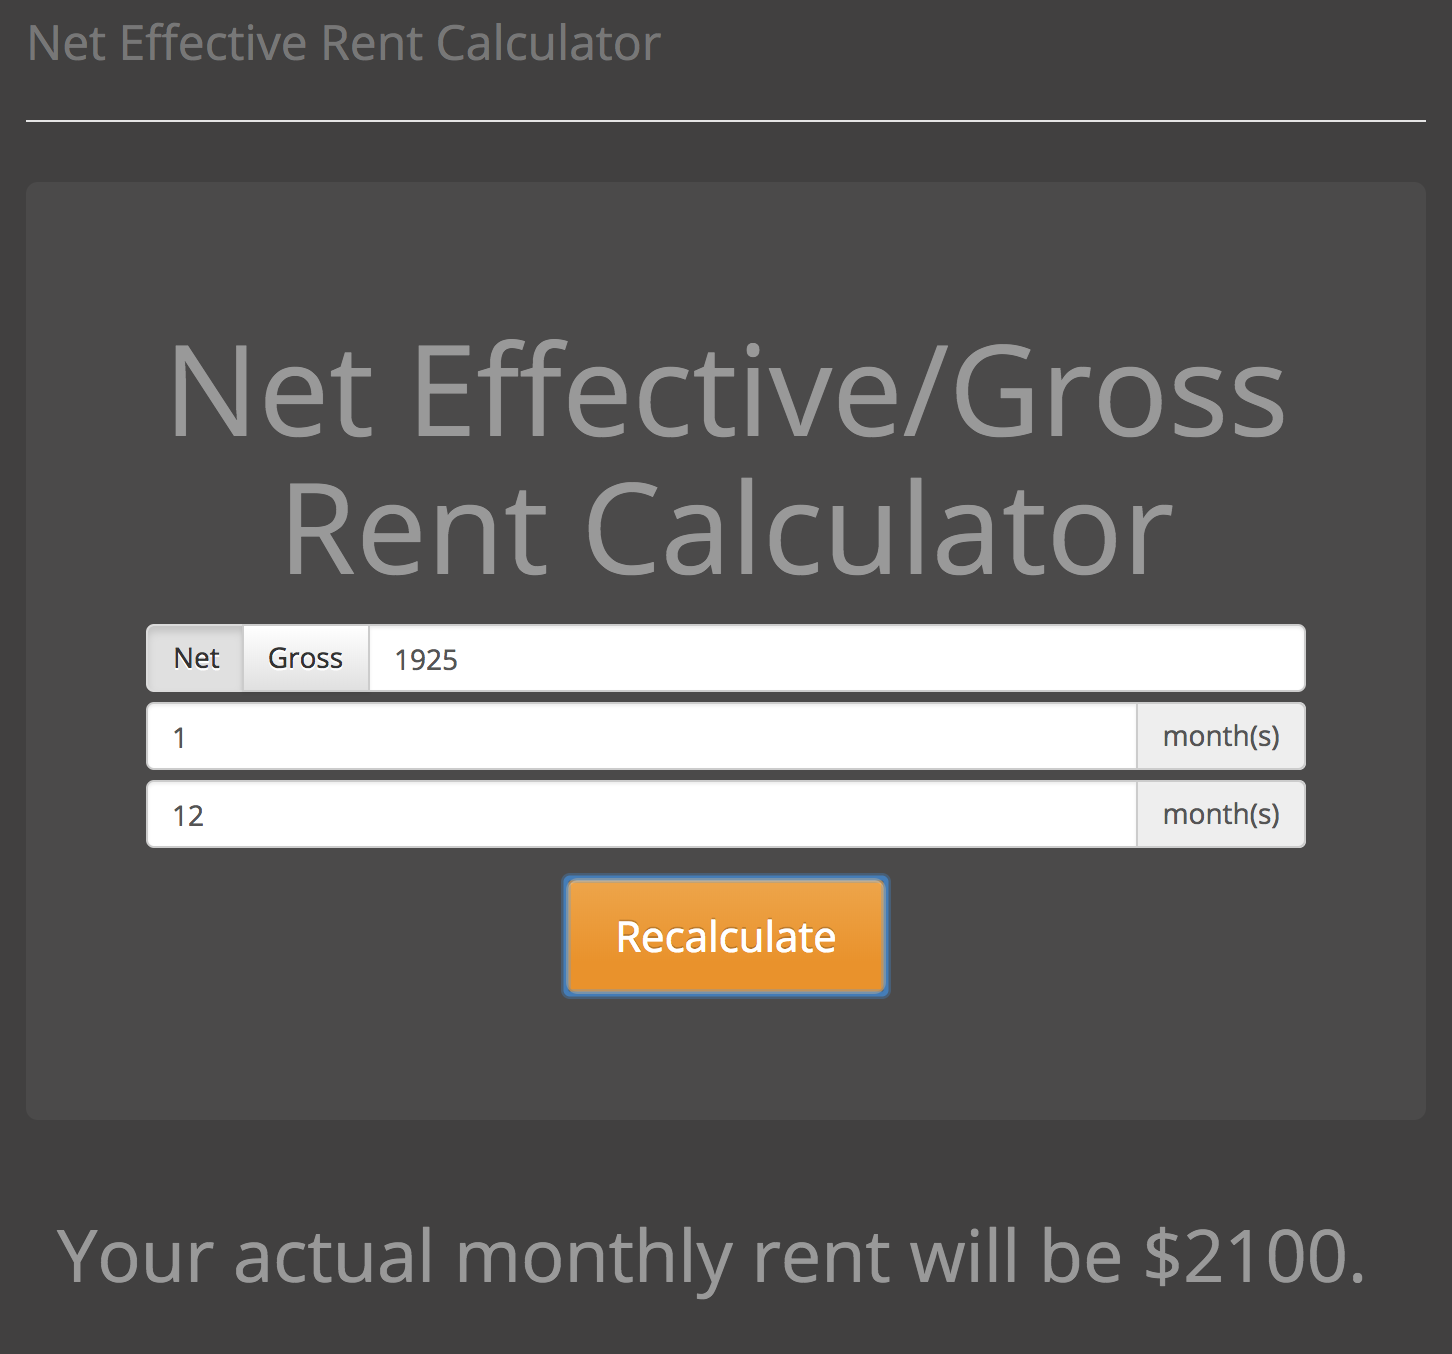 Net Effective Rent Calculator
Net Effective/Gross
Rent Calculator
Net Gross 1925
1 month(s)
12 month(s)
Recalculate
Your actual monthly rent will be $2100.